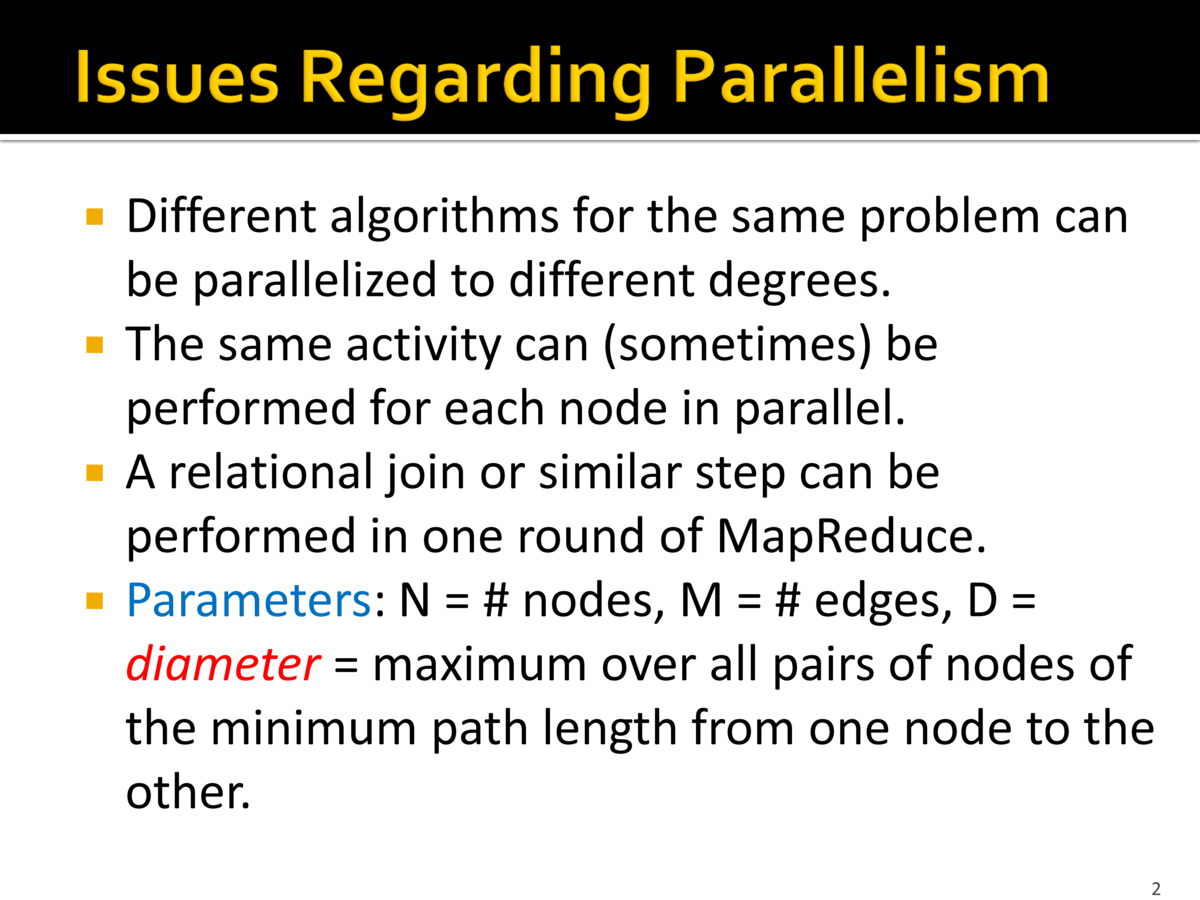 Issues Regarding Parallelism
▪ Different algorithms for the same problem can
be parallelized to different degrees.
▪ The same activity can (sometimes) be
performed for each node in parallel.
▪ A relational join or similar step can be
performed in one round of MapReduce.
▪ Parameters: N = # nodes, M = # edges, D =
diameter = maximum over all pairs of nodes of
the minimum path length from one node to the
other.
2